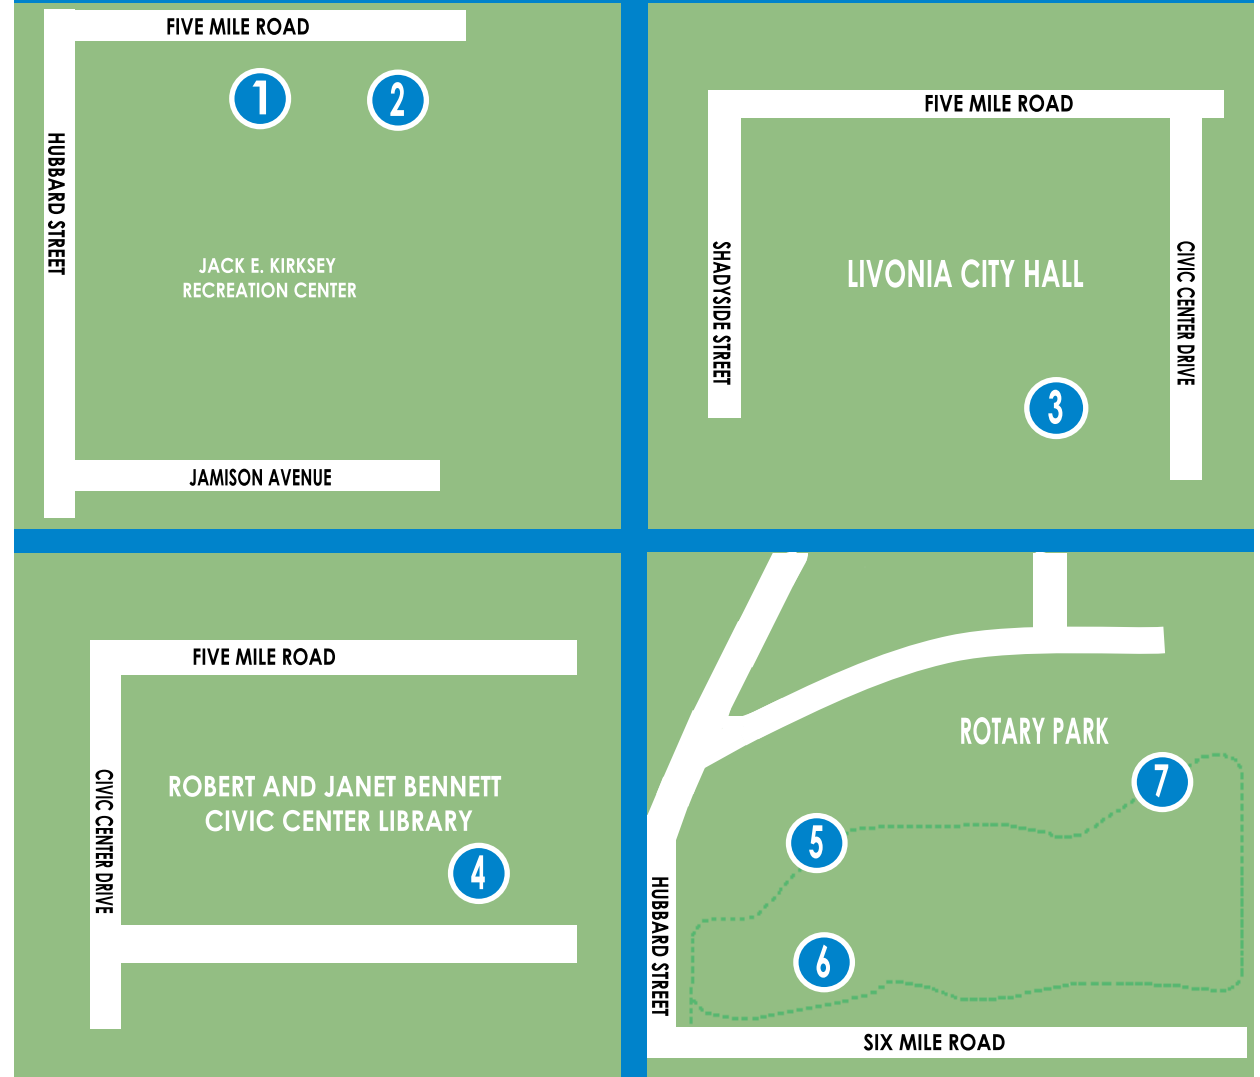 FIVE MILE ROAD
1
2
HUBBARD STREET
JACK E. KIRKSEY
RECREATION CENTER
JAMISON AVENUE
FIVE MILE ROAD
SHADYSIDE STREET
LIVONIA CITY HALL
CIVIC CENTER DRIVE
3
FIVE MILE ROAD
CIVIC CENTER DRIVE
ROBERT AND JANET BENNETT
CIVIC CENTER LIBRARY
4
ROTARY PARK
7
5
HUBBARD STREET
6
SIX MILE ROAD